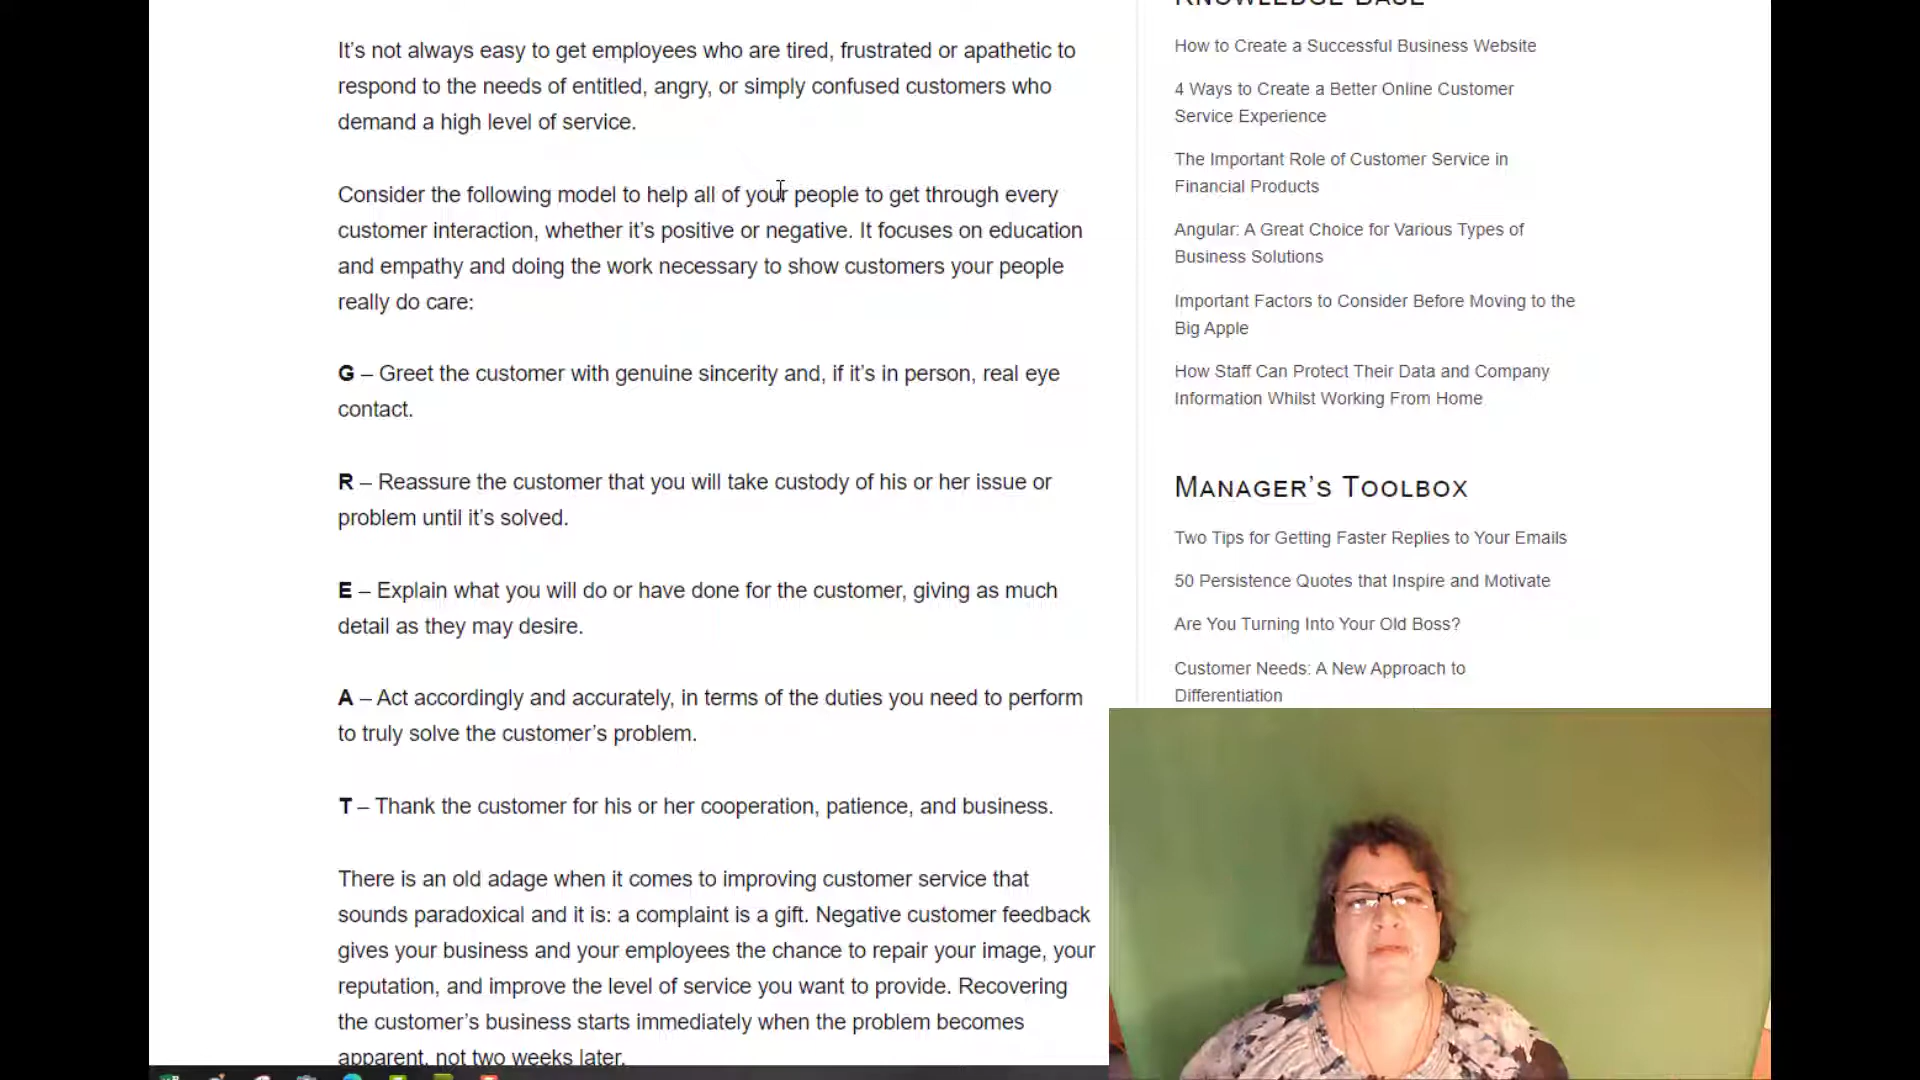 It’s not always easy to get employees who are tired, frustrated or apathetic to
respond to the needs of entitled, angry, or simply confused customers who
demand a high level of service.
Consider the following model to help all of your people to get through every
customer interaction, whether it’s positive or negative. It focuses on education
and empathy and doing the work necessary to show customers your people
really do care:
G – Greet the customer with genuine sincerity and, if it’s in person, real eye
contact.
R – Reassure the customer that you will take custody of his or her issue or
problem until it’s solved.
E – Explain what you will do or have done for the customer, giving as much
detail as they may desire.
A – Act accordingly and accurately, in terms of the duties you need to perform
to truly solve the customer’s problem.
T – Thank the customer for his or her cooperation, patience, and business.
There is an old adage when it comes to improving customer service that
sounds paradoxical and it is: a complaint is a gift. Negative customer feedback
gives your business and your employees the chance to repair your image, your
reputation, and improve the level of service you want to provide. Recovering
the customer’s business starts immediately when the problem becomes
apparent, not two weeks later.
Knowledge Base
How to Create a Successful Business Website
4 Ways to Create a Better Online Customer
Service Experience
The Important Role of Customer Service in
Financial Products
Angular: A Great Choice for Various Types of
Business Solutions
Important Factors to Consider Before Moving to the
Big Apple
How Staff Can Protect Their Data and Company
Information Whilst Working From Home
Manager’s Toolbox
Two Tips for Getting Faster Replies to Your Emails
50 Persistence Quotes that Inspire and Motivate
Are You Turning Into Your Old Boss?
Customer Needs: A New Approach to
Differentiation